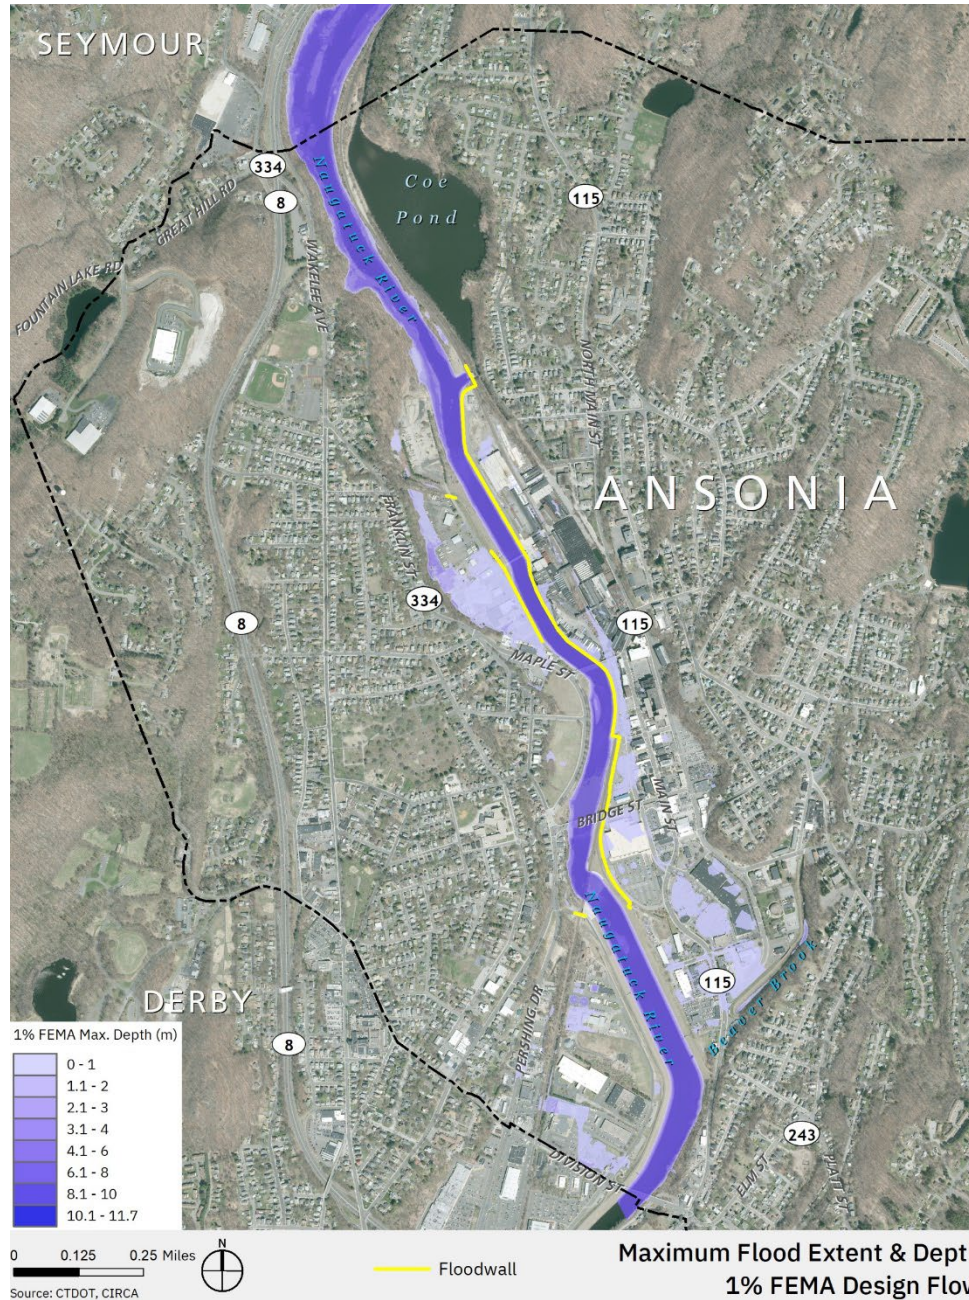 SEYMOUR
334
8
Coe
Pond
115
GREAT HILL RD
FOUNTAIN LAKE RD
WAKELEE AVE
Naugatuck River
NORTH MAIN ST
ANSONIA
FRANKLIN ST
334
8
115
MAPLE ST
MAIN ST
BRIDGE ST
Naugatuck River
115
Beaver Brook
DERBY
PERSHING DR
8
243
ELM ST
PLATT S
DIVISION ST
1% FEMA Max. Depth (m)
0 - 1
1.1 - 2
2.1 - 3
3.1 - 4
4.1 - 6
6.1 - 8
8.1 - 10
10.1 - 11.7
0 0.125 0.25 Miles
N
Source: CTDOT, CIRCA
Floodwall
Maximum Flood Extent & Dept
1% FEMA Design Flow